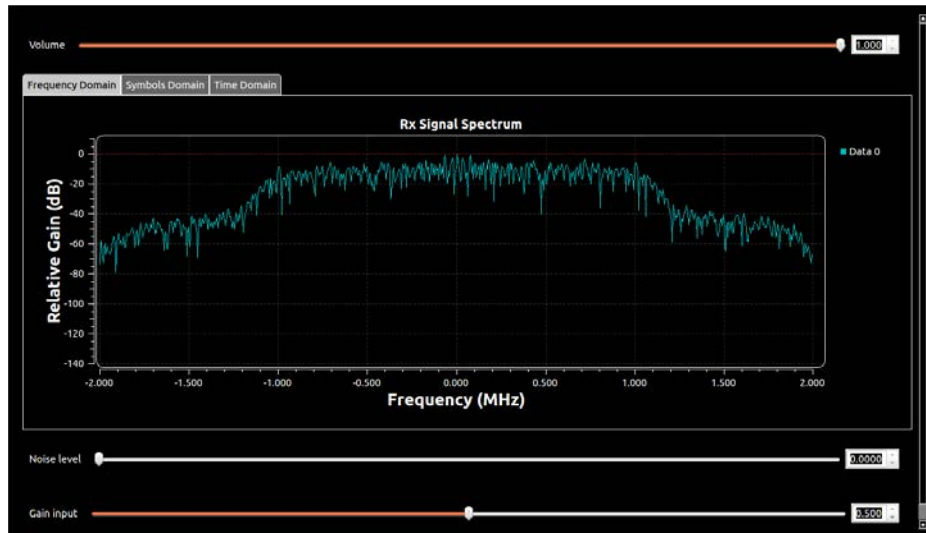 Volume 1.000
Frequency Domain Symbols Domain Time Domain
Rx Signal Spectrum
Data 0
Relative Gain (dB)
0
-20
-40
-60
-80
-100
-120
-140
-2.000 -1.500 -1.000 -0.500 0.000 0.500 1.000 1.500 2.000
Frequency (MHz)
Noise level 0.0000
Gain input 0.500